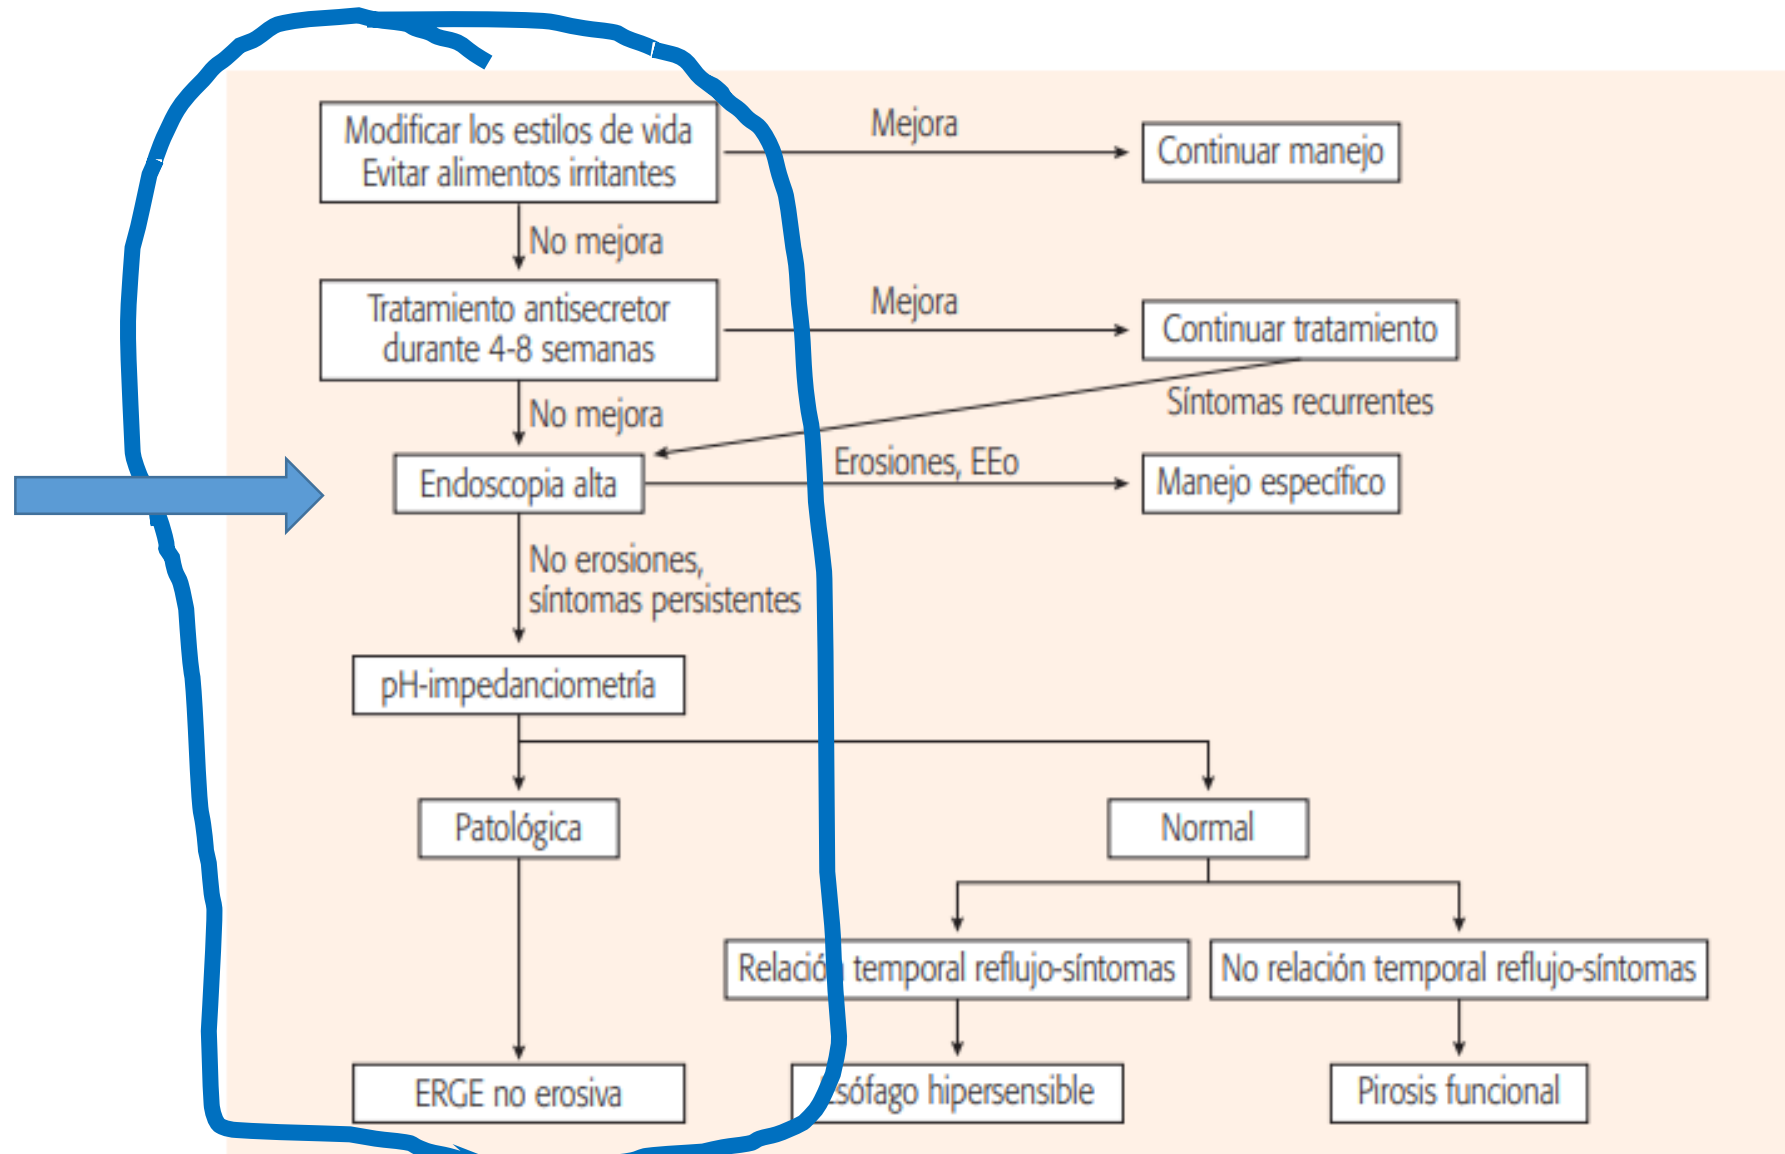 Modificar los estilos de vida
Evitar alimentos irritantes
Mejora
Continuar manejo
No mejora
Tratamiento antisecretor
durante 4-8 semanas
Mejora
Continuar tratamiento
Síntomas recurrentes
No mejora
Endoscopia alta
Erosiones, EEo
Manejo específico
No erosiones,
síntomas persistentes
pH-impedanciometría
Patológica
Normal
Relación temporal reflujo-síntomas
No relación temporal reflujo-síntomas
ERGE no erosiva
Esófago hipersensible
Pirosis funcional